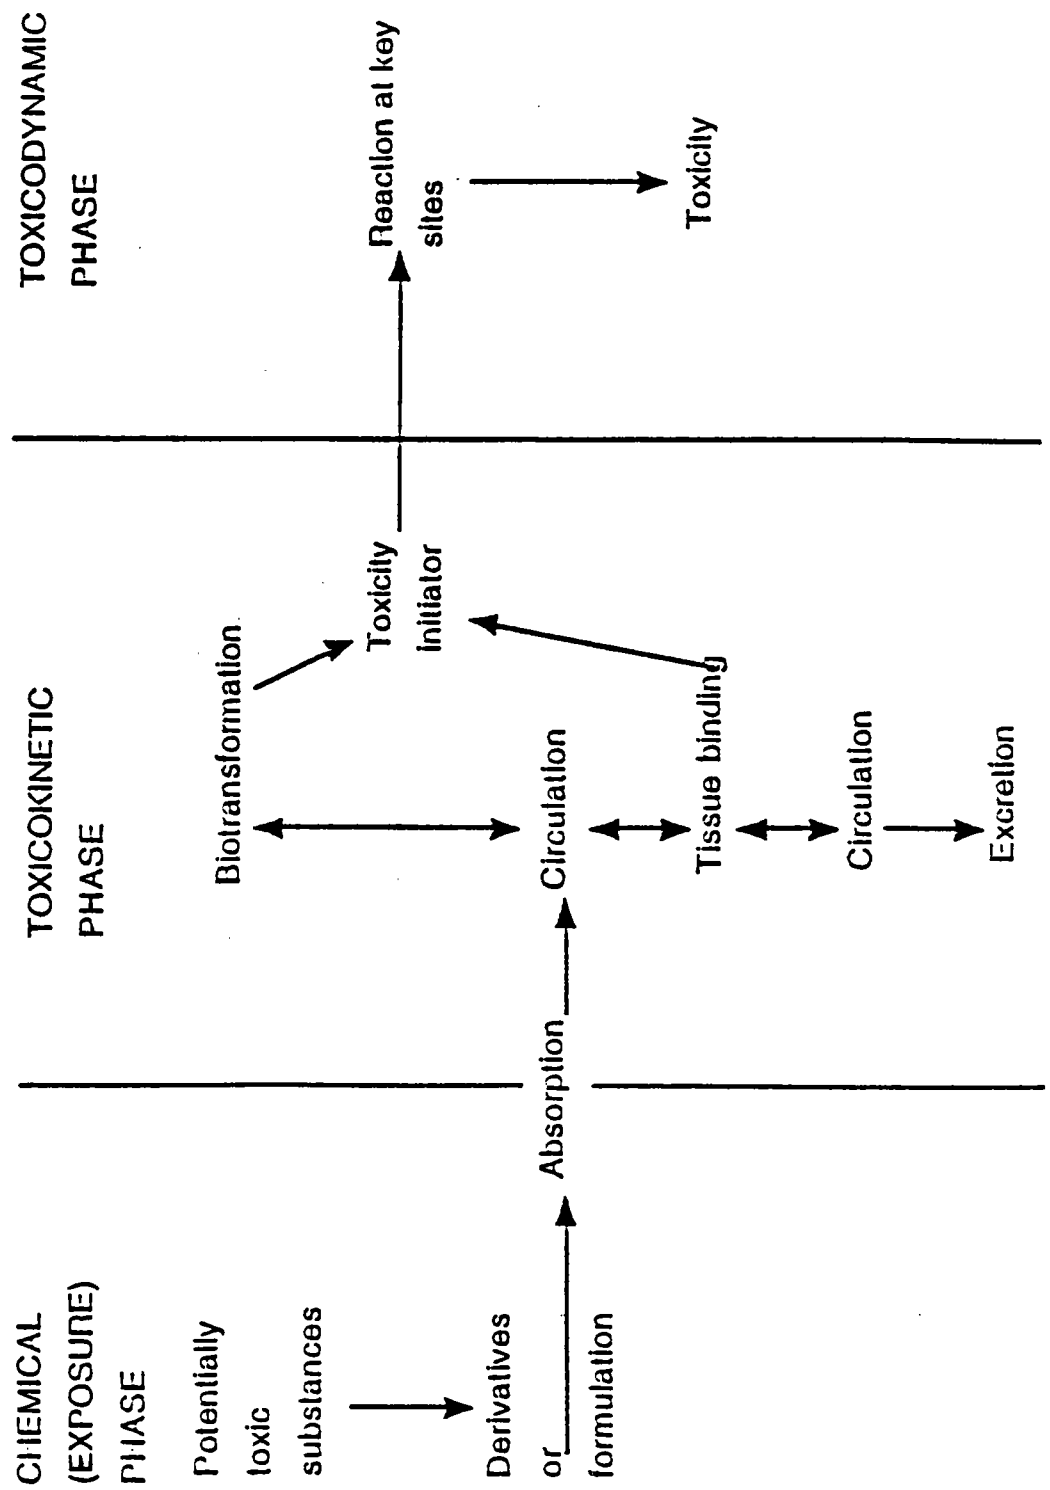 CHEMICAL
(EXPOSURE)
PHASE
Potentially
toxic
substances
Derivatives
or
formulation
Absorption
TOXICOKINETIC
PHASE
Biotransformation
Toxicity
initiator
Circulation
Tissue binding
Circulation
Excretion
TOXICODYNAMIC
PHASE
Reaction at key
sites
Toxicity